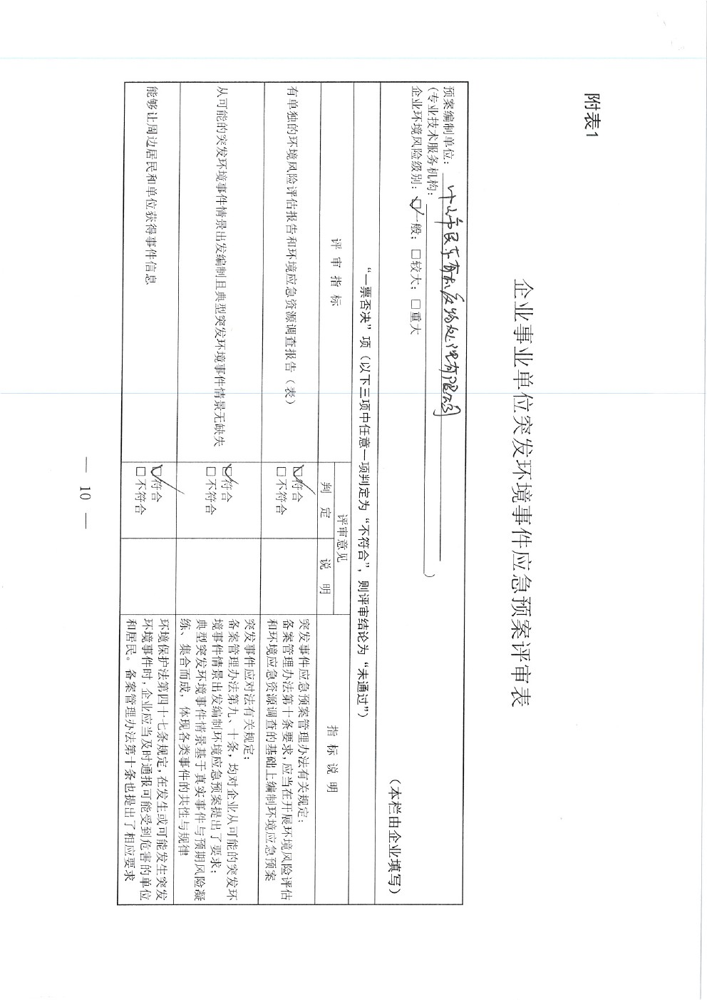 附表1
企业事业单位突发环境事件应急预案评审表
预案编制单位：中山市民东有机废物处理有限公司
（专业技术服务机构：）
企业环境风险级别：☑一般；□较大；□重大
（本栏由企业填写）
“一票否决”项（以下三项中任意一项判定为“不符合”，则评审结论为“未通过”）
评 审 指 标
评审意见
判 定
说 明
指 标 说 明
有单独的环境风险评估报告和环境应急资源调查报告（表）
☑符合
□不符合
突发事件应急预案管理办法有关规定；
备案管理办法第十条要求，应当在开展环境风险评估
和环境应急资源调查的基础上编制环境应急预案
从可能的突发环境事件情景出发编制且典型突发环境事件情景无缺失
☑符合
□不符合
突发事件应对法有关规定；
备案管理办法第九、十条，均对企业从可能的突发环
境事件情景出发编制环境应急预案提出了要求；
典型突发环境事件情景基于真实事件与预期风险凝
练、集合而成，体现各类事件的共性与规律
能够让周边居民和单位获得事件信息
☑符合
□不符合
环境保护法第四十七条规定，在发生或可能发生突发
环境事件时，企业应当及时通报可能受到危害的单位
和居民。备案管理办法第十条也提出了相应要求
— 10 —